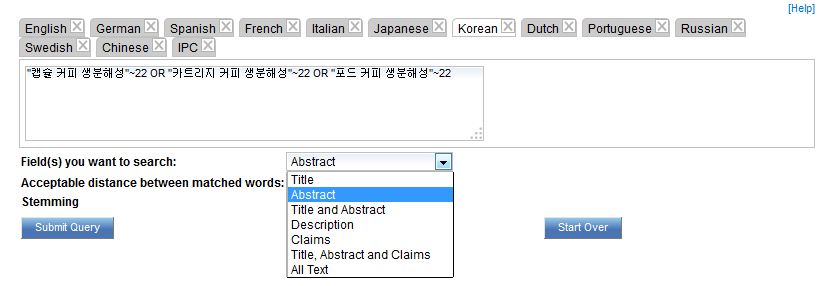 [Help]
English German Spanish French Italian Japanese Korean Dutch Portuguese Russian
Swedish Chinese IPC
"캡슐 커피 생분해성"~22 OR "카트리지 커피 생분해성"~22 OR "포드 커피 생분해성"~22
Field(s) you want to search: Abstract
Title
Acceptable distance between matched words:
Abstract
Stemming
Title and Abstract
Description
Submit Query
Start Over
Claims
Title, Abstract and Claims
All Text